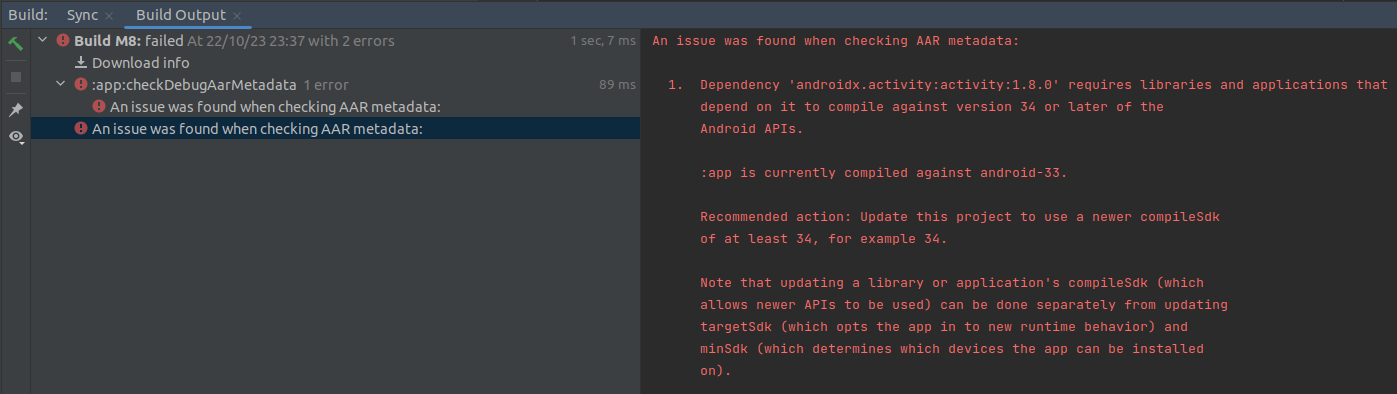 Build: Sync × Build Output ×
Build M8: failed At 22/10/23 23:37 with 2 errors 1 sec, 7 ms
Download info
:app:checkDebugAarMetadata 1 error 89 ms
An issue was found when checking AAR metadata:
An issue was found when checking AAR metadata:
An issue was found when checking AAR metadata:
1. Dependency 'androidx.activity:activity:1.8.0' requires libraries and applications that
depend on it to compile against version 34 or later of the
Android APIs.
:app is currently compiled against android-33.
Recommended action: Update this project to use a newer compileSdk
of at least 34, for example 34.
Note that updating a library or application's compileSdk (which
allows newer APIs to be used) can be done separately from updating
targetSdk (which opts the app in to new runtime behavior) and
minSdk (which determines which devices the app can be installed
on).